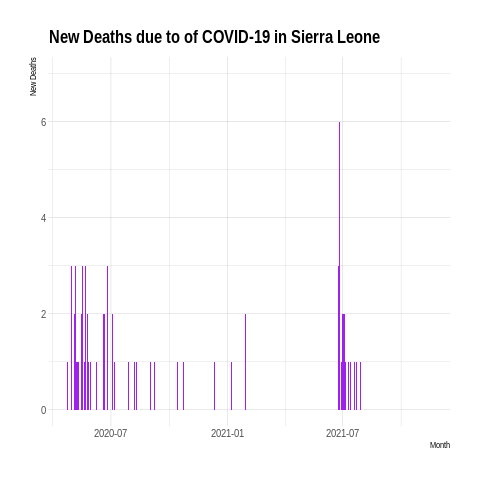 New Deaths due to of COVID-19 in Sierra Leone
New Deaths
6
4
2
0
2020-07
2021-01
2021-07
Month